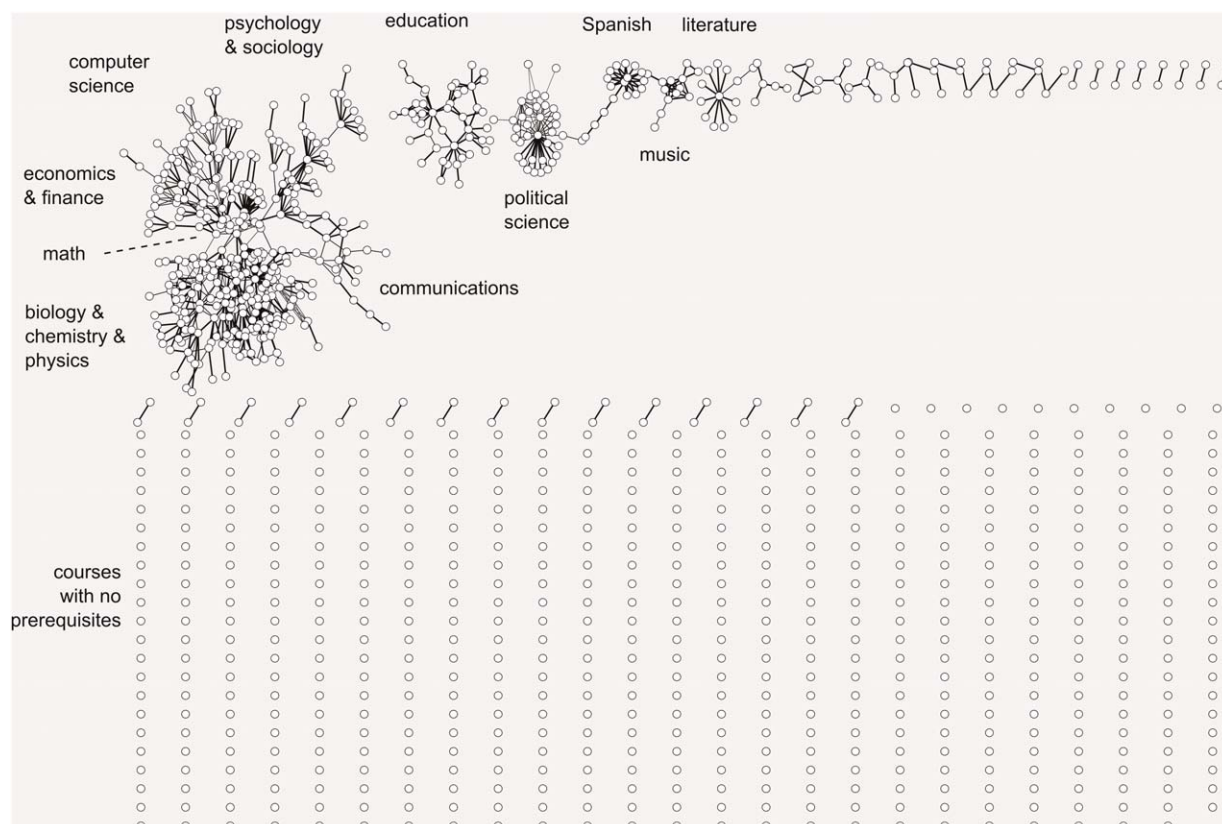 psychology
& sociology
education
Spanish
literature
computer
science
music
economics
& finance
political
science
math
communications
biology &
chemistry &
physics
courses
with no
prerequisites